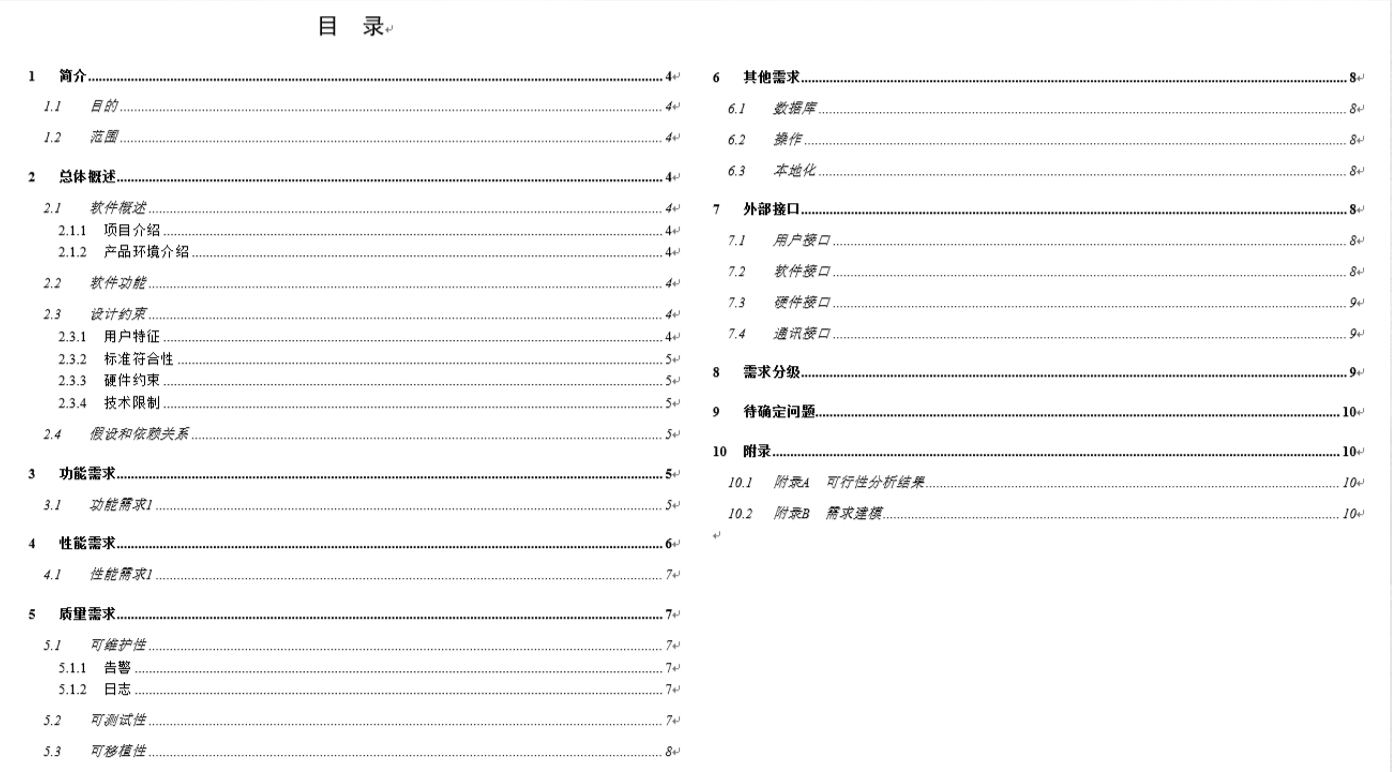 目 录
1 简介 4
1.1 目的 4
1.2 范围 4
2 总体概述 4
2.1 软件概述 4
2.1.1 项目介绍 4
2.1.2 产品环境介绍 4
2.2 软件功能 4
2.3 设计约束 4
2.3.1 用户特征 4
2.3.2 标准符合性 5
2.3.3 硬件约束 5
2.3.4 技术限制 5
2.4 假设和依赖关系 5
3 功能需求 5
3.1 功能需求1 5
4 性能需求 6
4.1 性能需求1 7
5 质量需求 7
5.1 可维护性 7
5.1.1 告警 7
5.1.2 日志 7
5.2 可测试性 7
5.3 可移植性 8
6 其他需求 8
6.1 数据库 8
6.2 操作 8
6.3 本地化 8
7 外部接口 8
7.1 用户接口 8
7.2 软件接口 8
7.3 硬件接口 9
7.4 通讯接口 9
8 需求分级 9
9 待确定问题 10
10 附录 10
10.1 附录A 可行性分析结果 10
10.2 附录B 需求建模 10